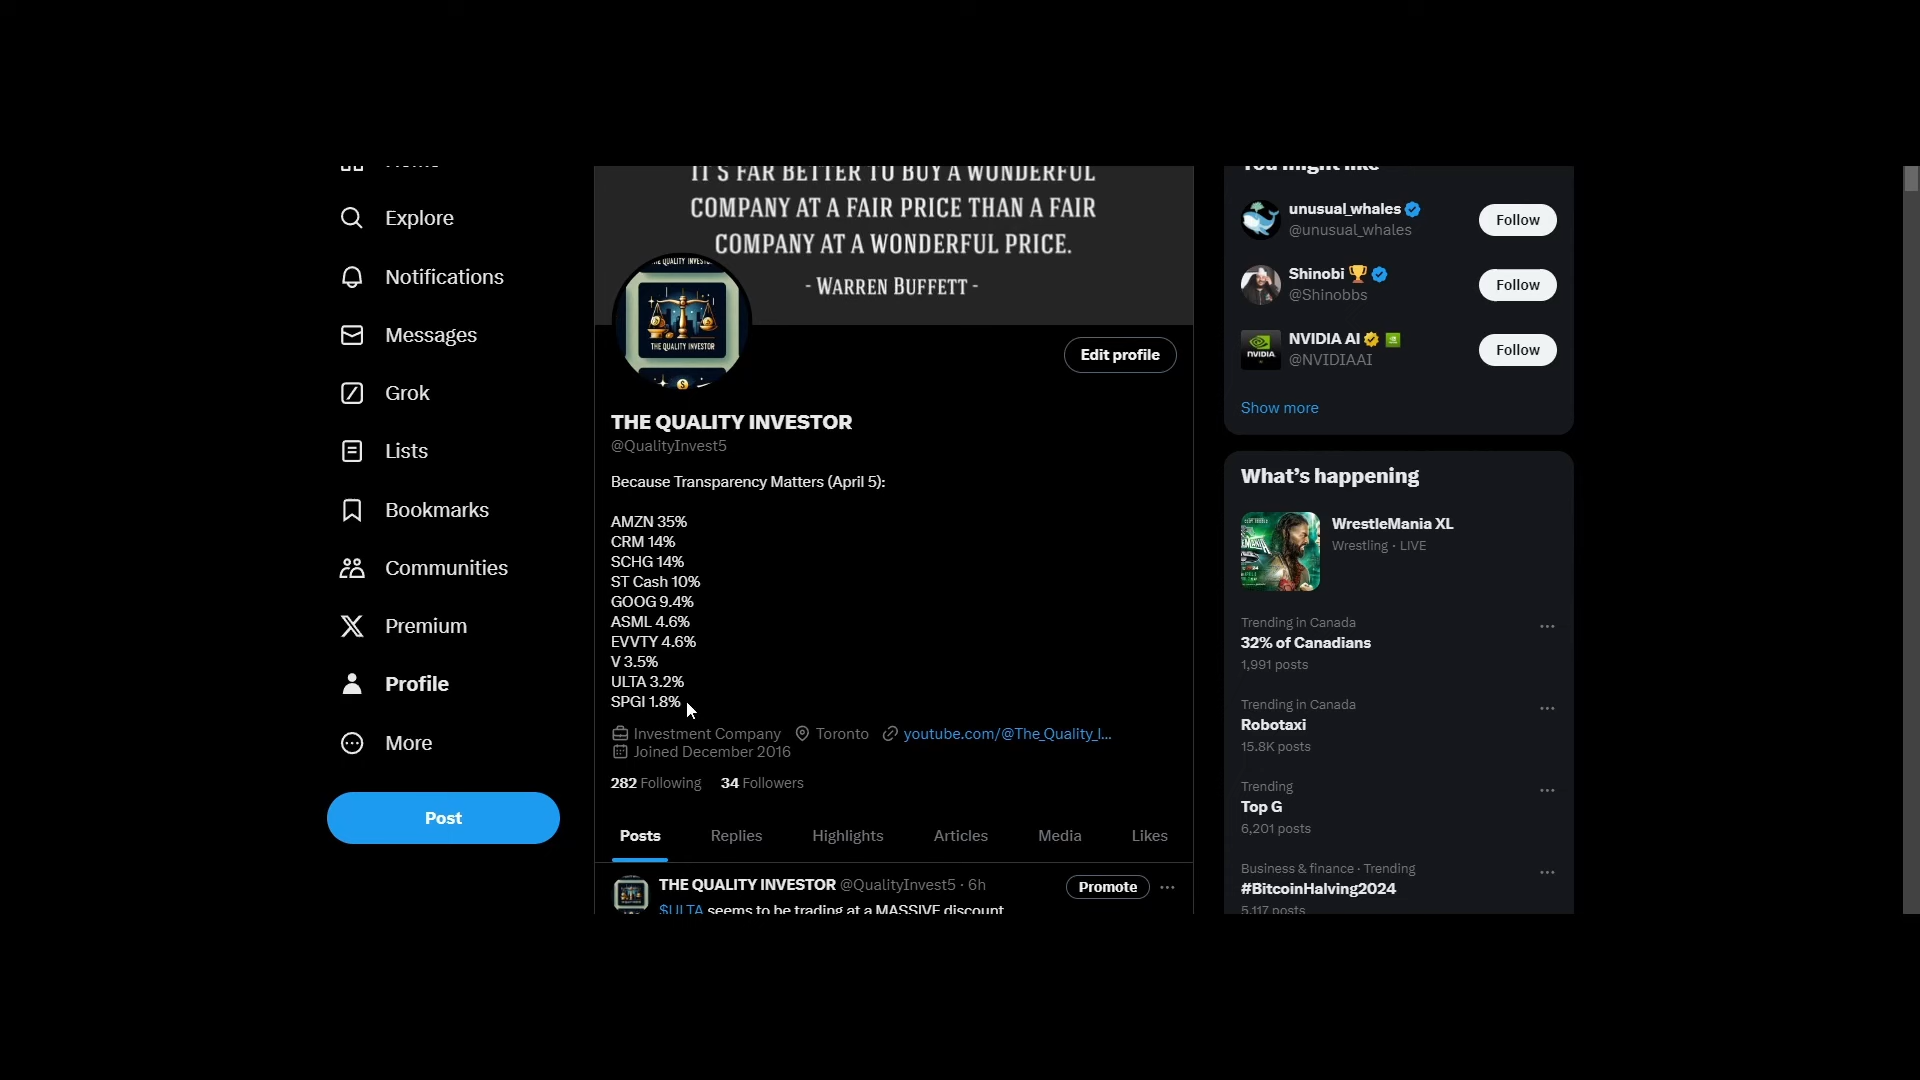 Explore
Notifications
Messages
Grok
Lists
Bookmarks
Communities
Premium
Profile
More
Post
IT'S FAR BETTER TO BUY A WONDERFUL
COMPANY AT A FAIR PRICE THAN A FAIR
COMPANY AT A WONDERFUL PRICE.
- WARREN BUFFETT -
THE QUALITY INVESTOR
Edit profile
THE QUALITY INVESTOR
@QualityInvest5
Because Transparency Matters (April 5):
AMZN 35%
CRM 14%
SCHG 14%
ST Cash 10%
GOOG 9.4%
ASML 4.6%
EVVTY 4.6%
V 3.5%
ULTA 3.2%
SPGI 1.8%
Investment Company Toronto youtube.com/@The_Quality_I...
Joined December 2016
282 Following 34 Followers
Posts Replies Highlights Articles Media Likes
THE QUALITY INVESTOR @QualityInvest5 · 6h Promote
$ULTA seems to be trading at a MASSIVE discount
You might like
unusual_whales
@unusual_whales
Follow
Shinobi
@Shinobbs
Follow
NVIDIA
NVIDIA AI
@NVIDIAAI
Follow
Show more
What's happening
WrestleMania XL
Wrestling · LIVE
Trending in Canada
32% of Canadians
1,991 posts
Trending in Canada
Robotaxi
15.8K posts
Trending
Top G
6,201 posts
Business & finance · Trending
#BitcoinHalving2024
5,117 posts